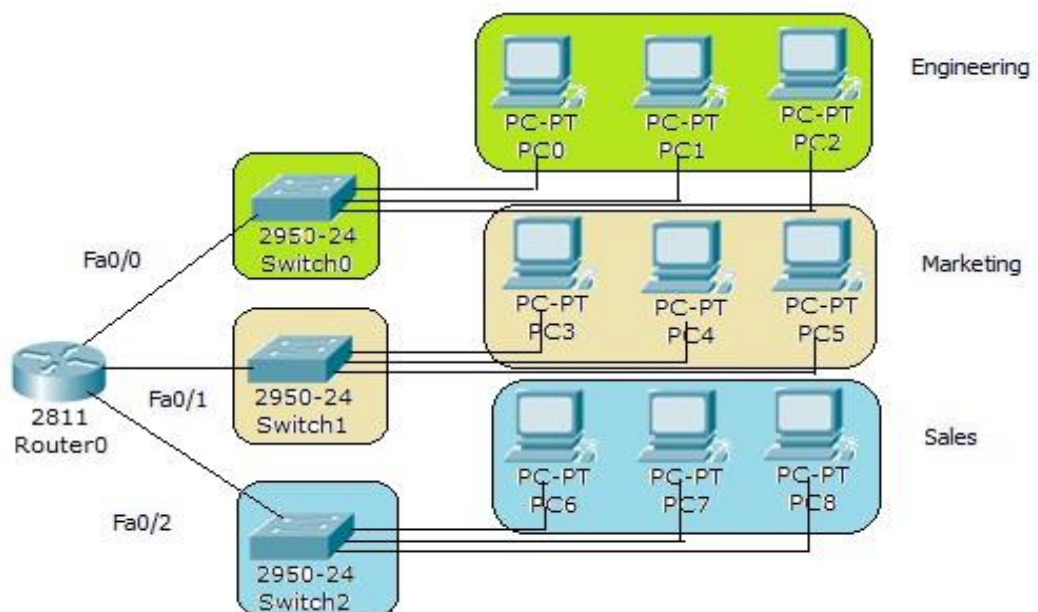 PC-PT
PC0
PC-PT
PC1
PC-PT
PC2
Engineering
2950-24
Switch0
Fa0/0
PC-PT
PC3
PC-PT
PC4
PC-PT
PC5
Marketing
2811
Router0
Fa0/1
2950-24
Switch1
PC-PT
PC6
PC-PT
PC7
PC-PT
PC8
Sales
Fa0/2
2950-24
Switch2